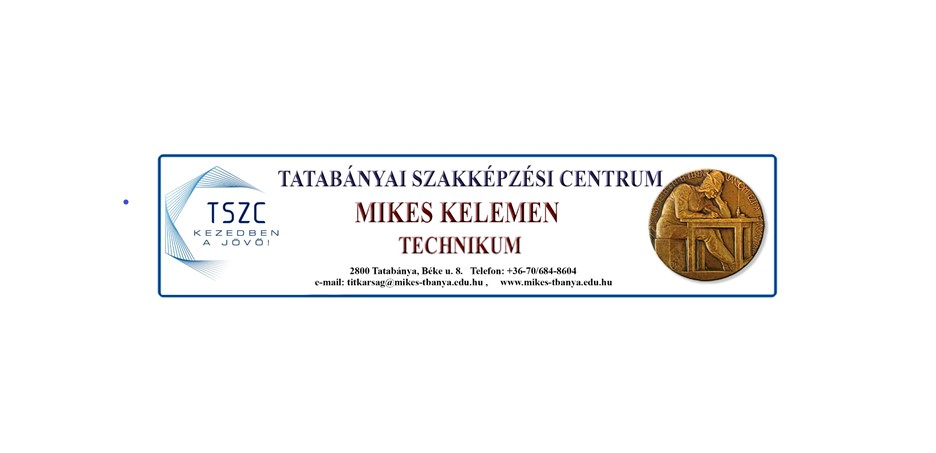 TSZC
KEZEDBEN
A JÖVŐ!
TATABÁNYAI SZAKKÉPZÉSI CENTRUM
MIKES KELEMEN
TECHNIKUM
2800 Tatabánya, Béke u. 8. Telefon: +36-70/684-8604
e-mail: titkarsag@mikes-tbanya.edu.hu , www.mikes-tbanya.edu.hu